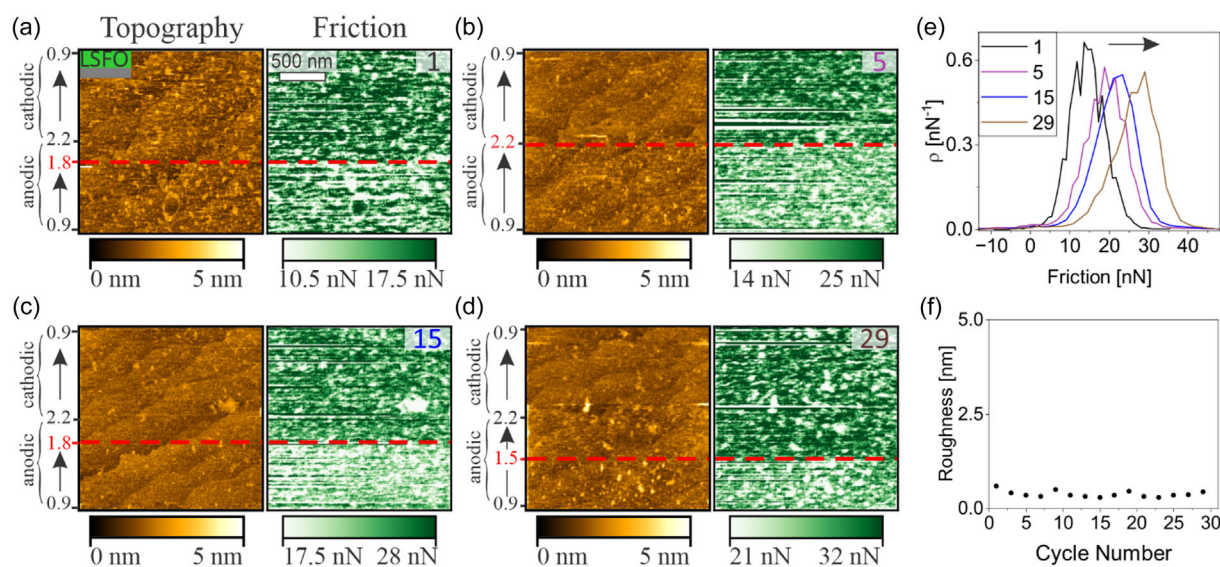 (a) Topography Friction
LSFO
500 nm
1
cathodic
anodic
0.9
2.2
1.8
0.9
0 nm 5 nm
10.5 nN 17.5 nN
(b)
5
cathodic
anodic
0.9
2.2
0.9
0 nm 5 nm
14 nN 25 nN
(e)
1
5
15
29
ρ [nN-1]
0.6
0.3
0.0
-10 0 10 20 30 40
Friction [nN]
(c)
15
cathodic
anodic
0.9
2.2
1.8
0.9
0 nm 5 nm
17.5 nN 28 nN
(d)
29
cathodic
anodic
0.9
2.2
1.5
0.9
0 nm 5 nm
21 nN 32 nN
(f)
Roughness [nm]
5.0
2.5
0.0
0 10 20 30
Cycle Number